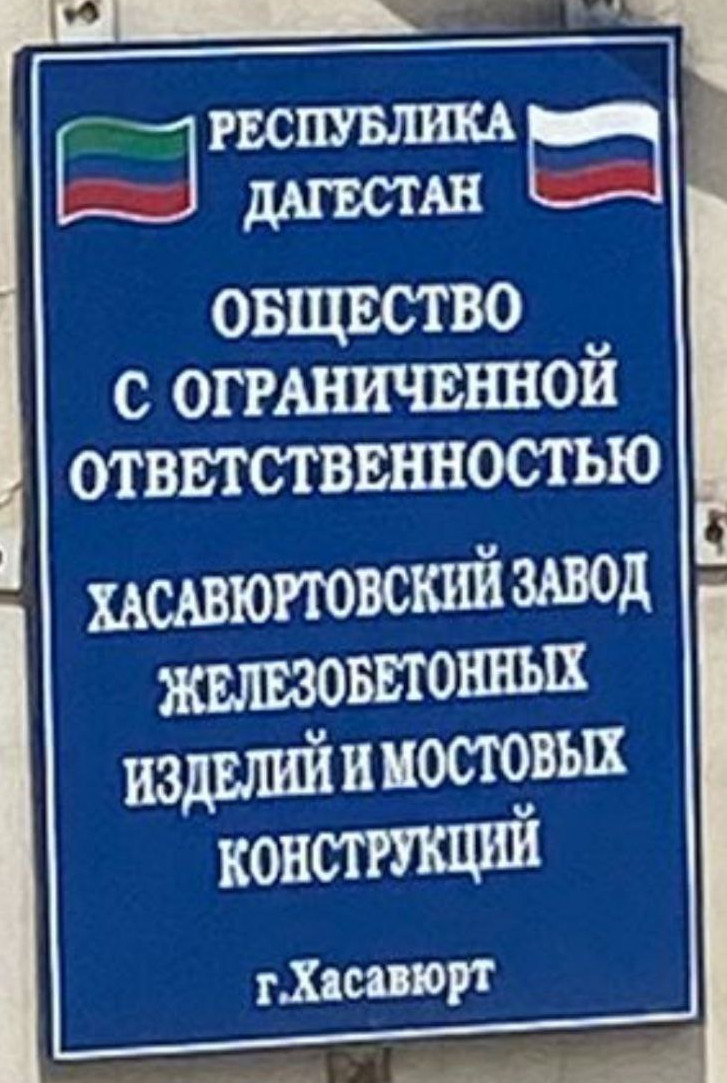 РЕСПУБЛИКА
ДАГЕСТАН
ОБЩЕСТВО
С ОГРАНИЧЕННОЙ
ОТВЕТСТВЕННОСТЬЮ
ХАСАВЮРТОВСКИЙ ЗАВОД
ЖЕЛЕЗОБЕТОННЫХ
ИЗДЕЛИЙ И МОСТОВЫХ
КОНСТРУКЦИЙ
г.Хасавюрт